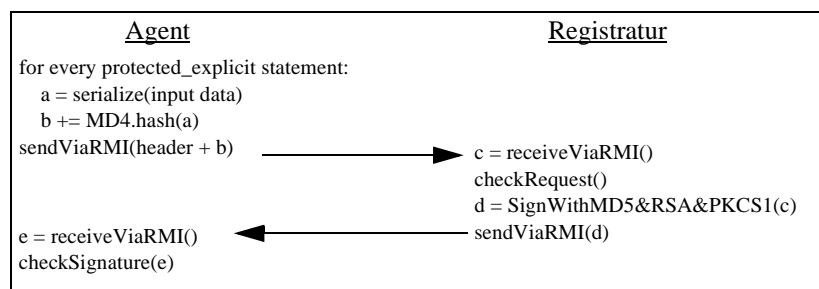 Agent
Registratur
for every protected_explicit statement:
a = serialize(input data)
b += MD4.hash(a)
sendViaRMI(header + b)
c = receiveViaRMI()
checkRequest()
d = SignWithMD5&RSA&PKCS1(c)
sendViaRMI(d)
e = receiveViaRMI()
checkSignature(e)